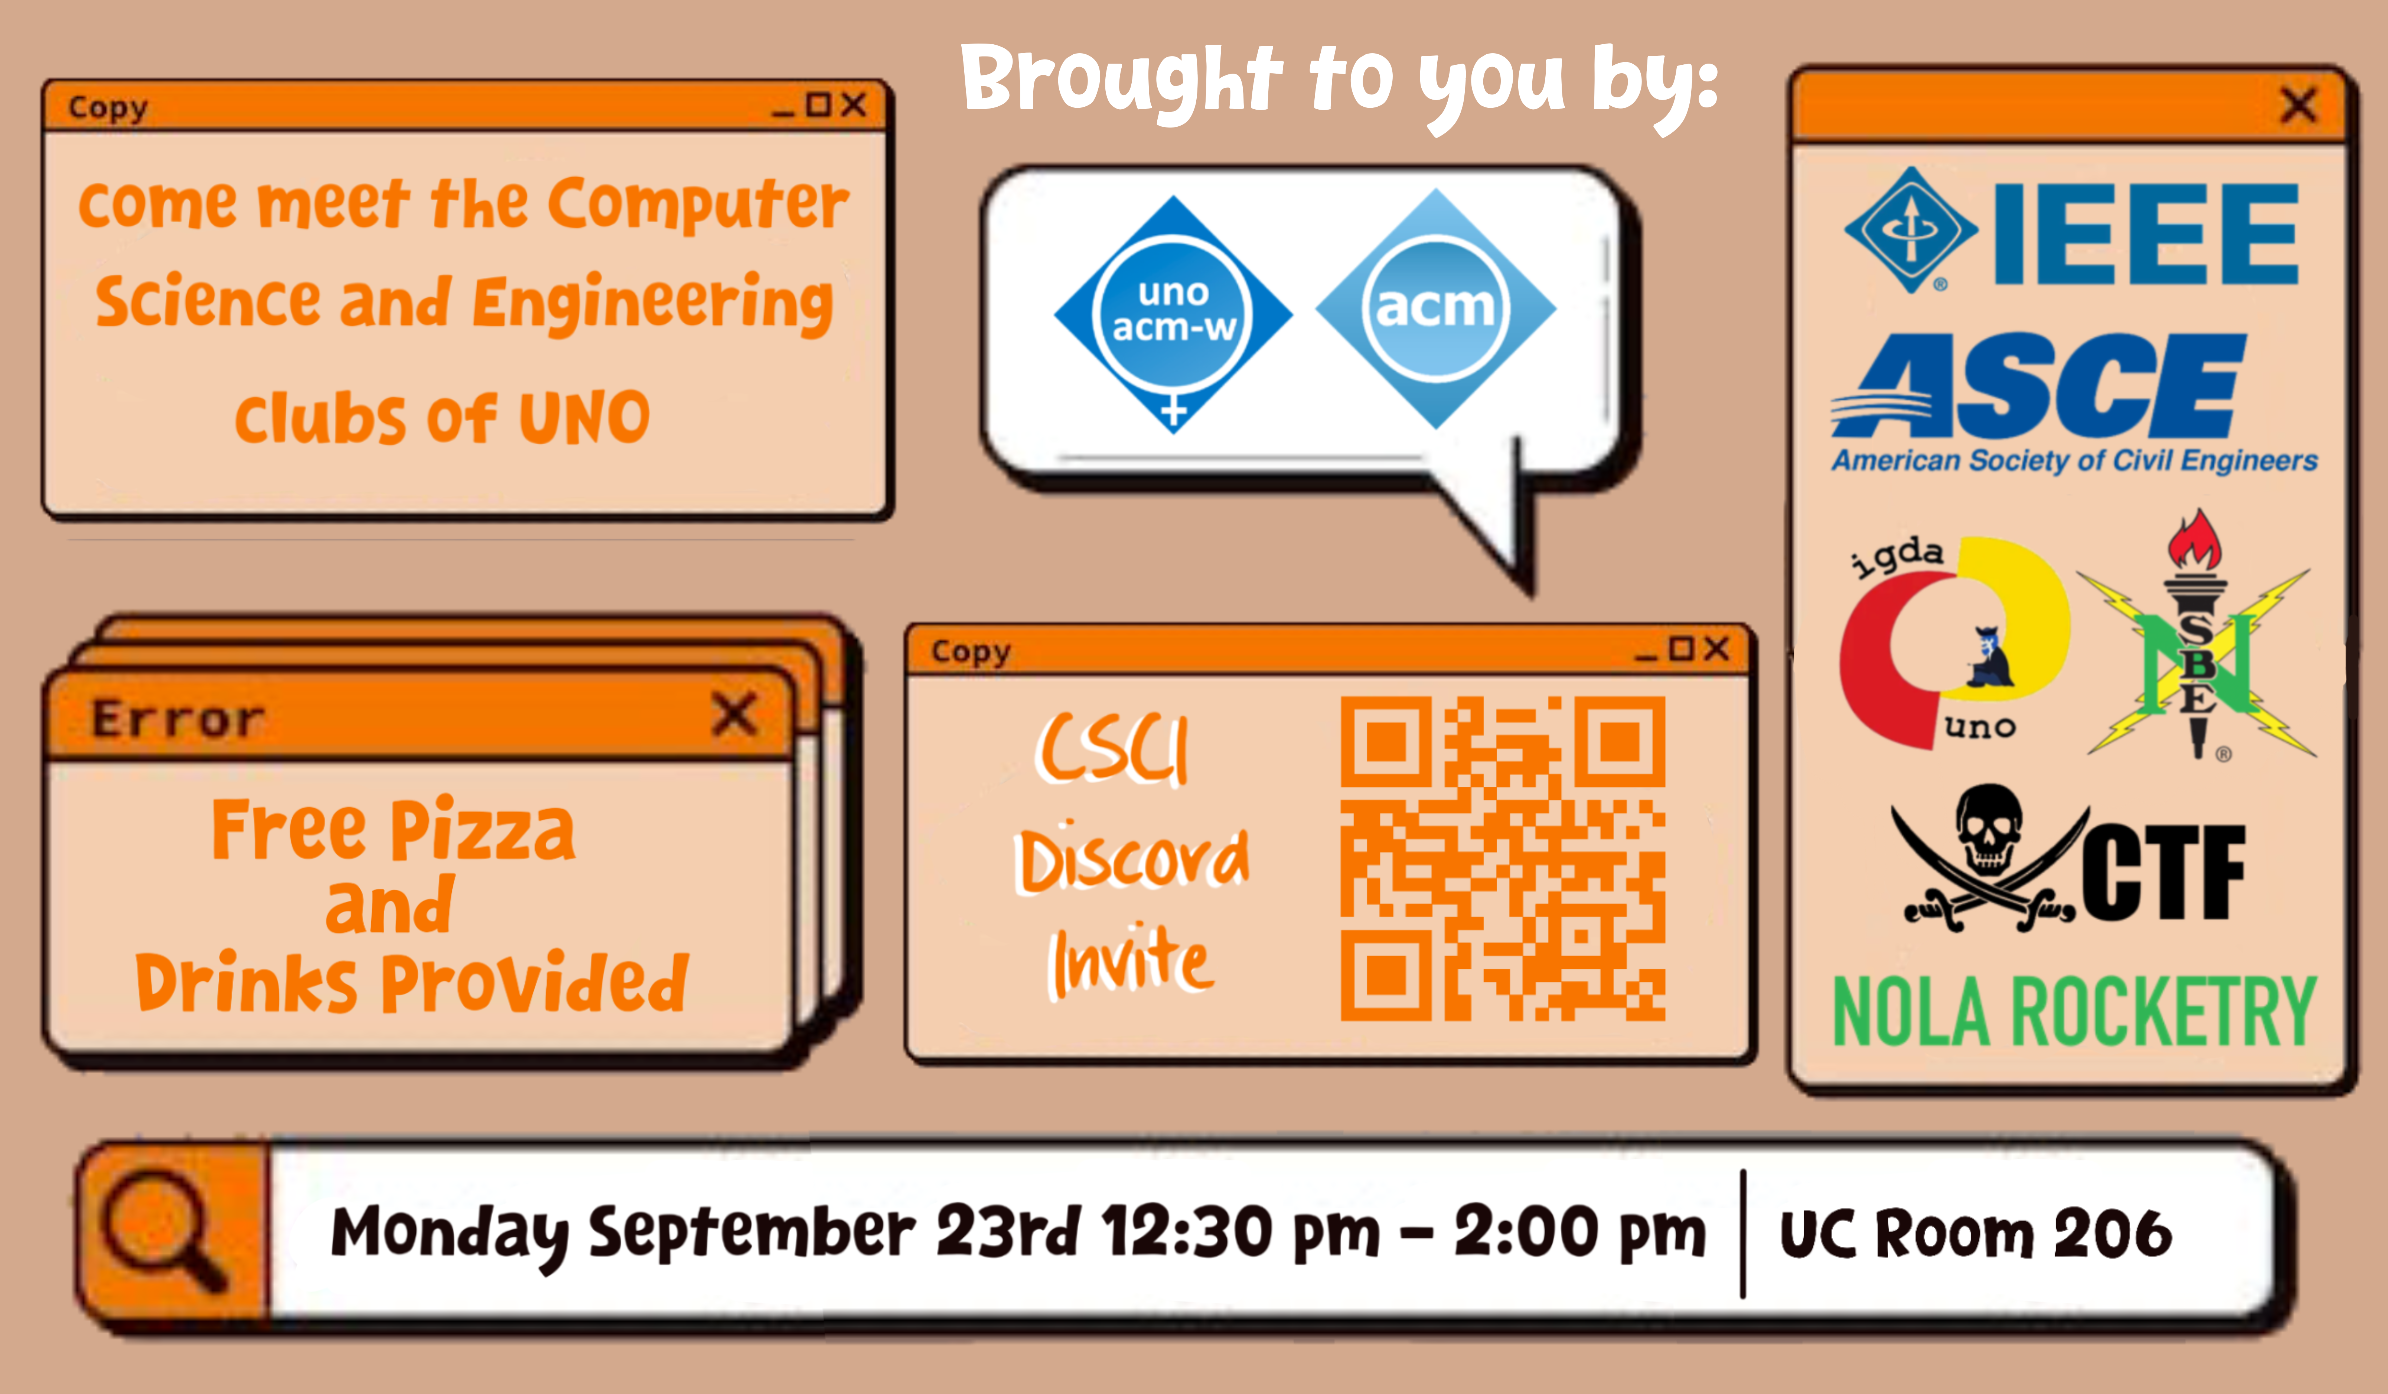 Copy
come meet the Computer
Science and Engineering
clubs of UNO
Brought to you by:
uno
acm-w
+
acm
Error
Free Pizza
and
Drinks Provided
Copy
CSCI
Discord
Invite
IEEE
®
ASCE
American Society of Civil Engineers
igda
uno
NSBE
®
CTF
NOLA ROCKETRY
Monday September 23rd 12:30 pm - 2:00 pm | UC Room 206